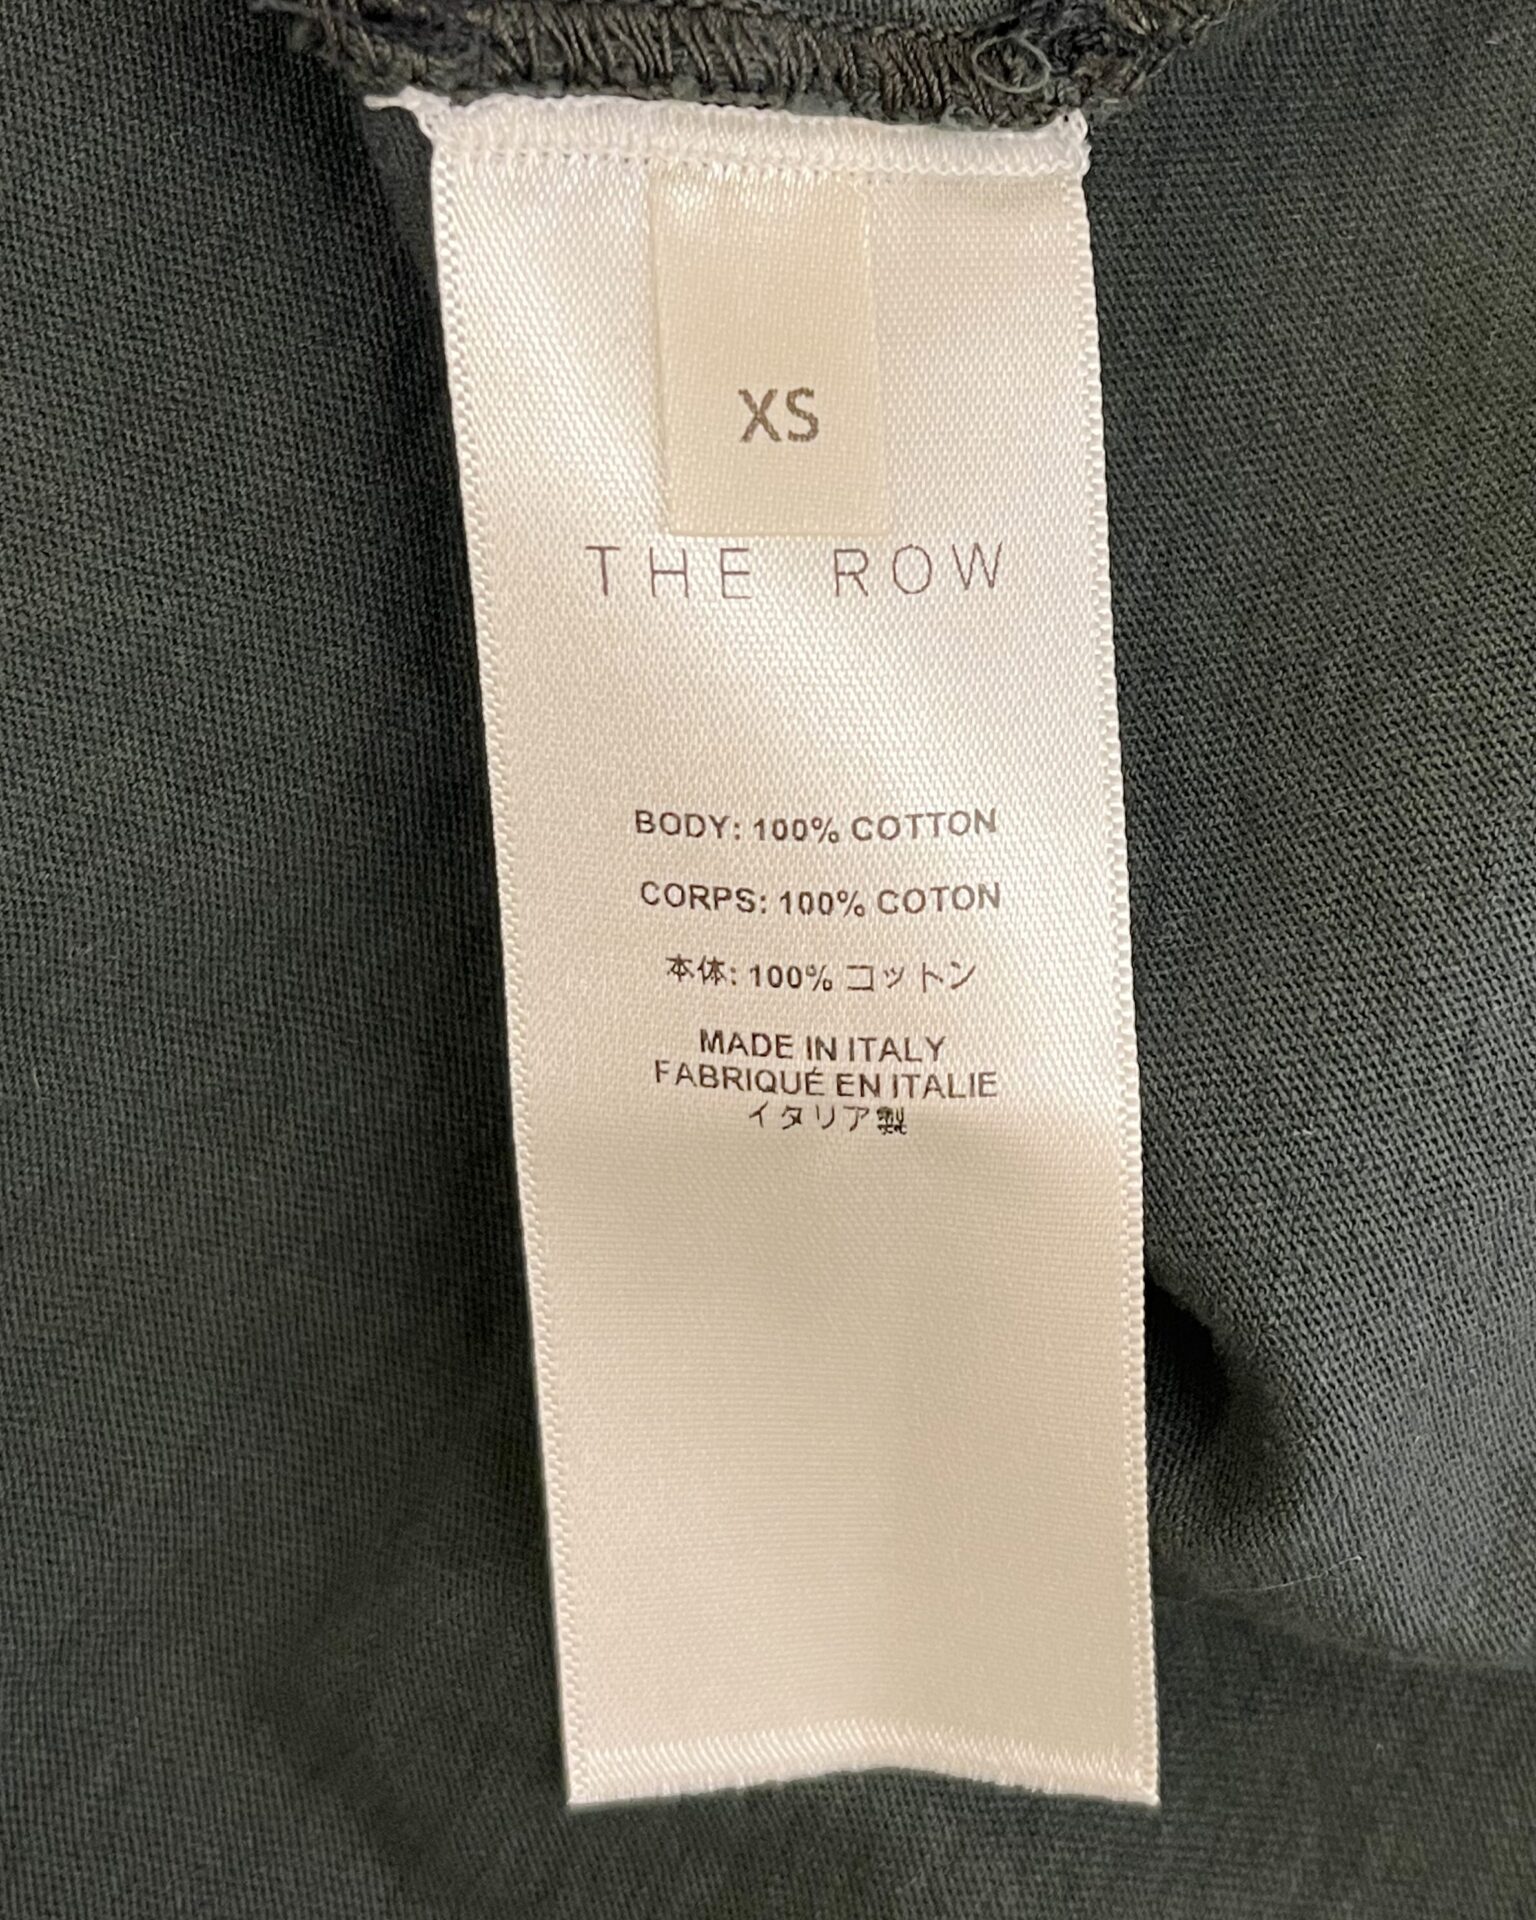 XS
THE ROW
BODY: 100% COTTON
CORPS: 100% COTON
本体: 100% コットン
MADE IN ITALY
FABRIQUÉ EN ITALIE
イタリア製